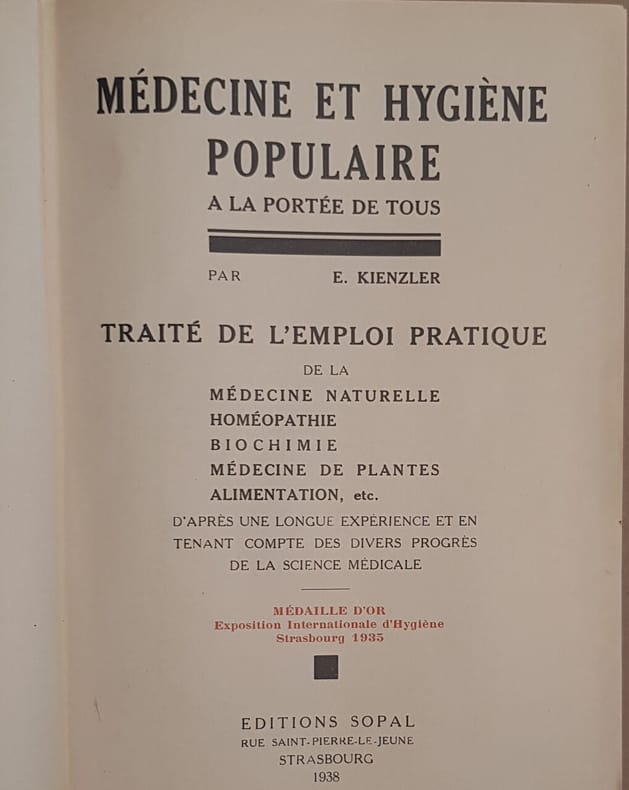 MÉDECINE ET HYGIÈNE
POPULAIRE
A LA PORTÉE DE TOUS
PAR E. KIENZLER
TRAITÉ DE L'EMPLOI PRATIQUE
DE LA
MÉDECINE NATURELLE
HOMÉOPATHIE
BIOCHIMIE
MÉDECINE DE PLANTES
ALIMENTATION, etc.
D'APRÈS UNE LONGUE EXPÉRIENCE ET EN
TENANT COMPTE DES DIVERS PROGRÈS
DE LA SCIENCE MÉDICALE
MÉDAILLE D'OR
Exposition Internationale d'Hygiène
Strasbourg 1935
EDITIONS SOPAL
RUE SAINT-PIERRE-LE-JEUNE
STRASBOURG
1938